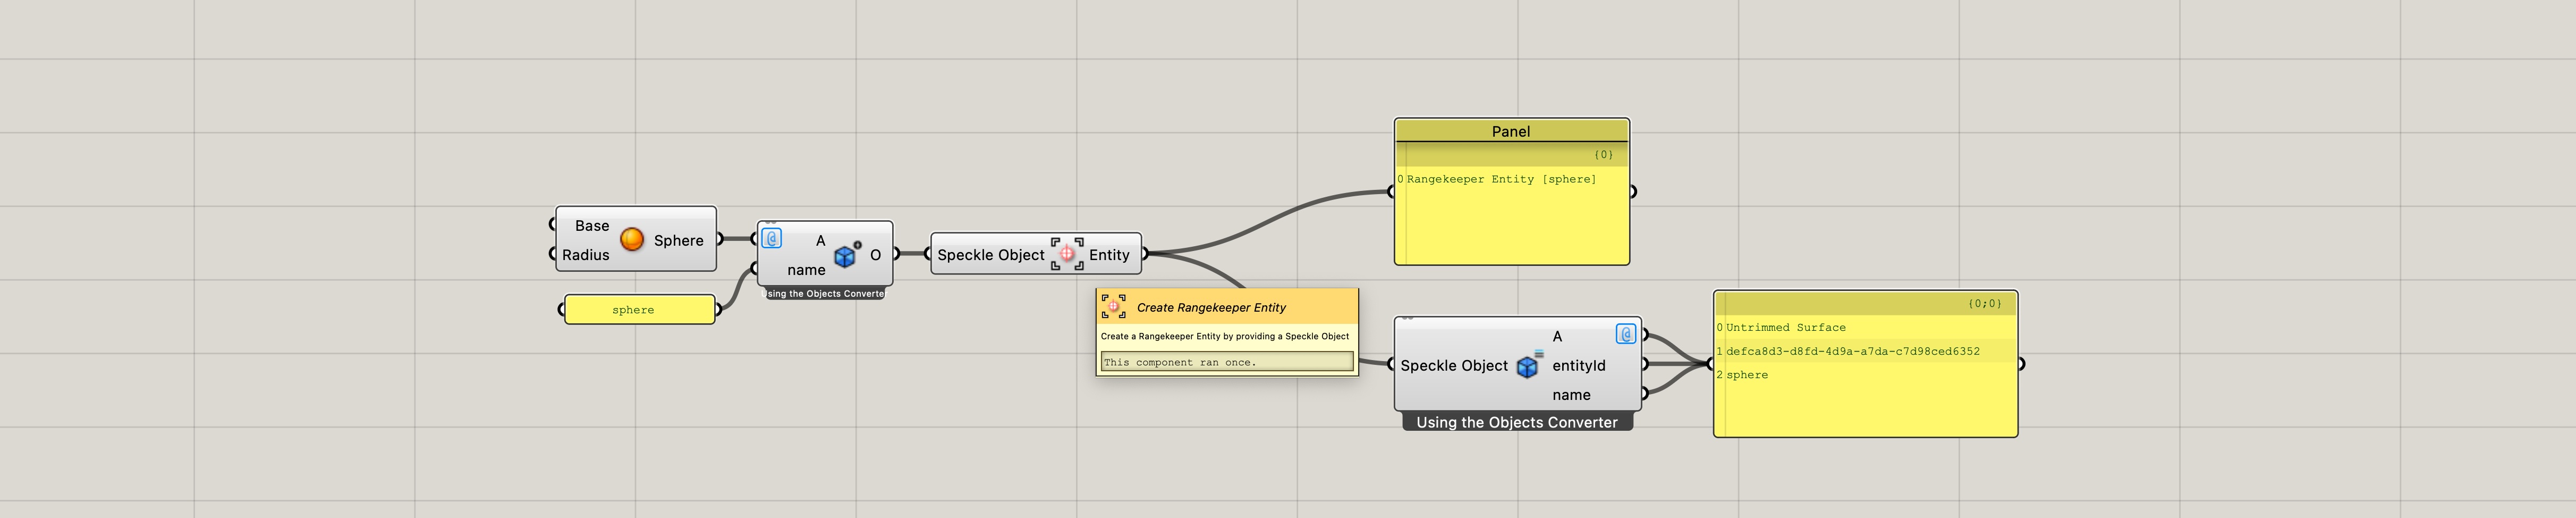 Base
Radius
Sphere
sphere
A
name
O
Using the Objects Converter
Speckle Object
Entity
Create Rangekeeper Entity
Create a Rangekeeper Entity by providing a Speckle Object
This component ran once.
Panel
{0}
0 Rangekeeper Entity [sphere]
Speckle Object
A
entityId
name
Using the Objects Converter
{0;0}
0 Untrimmed Surface
1 defca8d3-d8fd-4d9a-a7da-c7d98ced6352
2 sphere